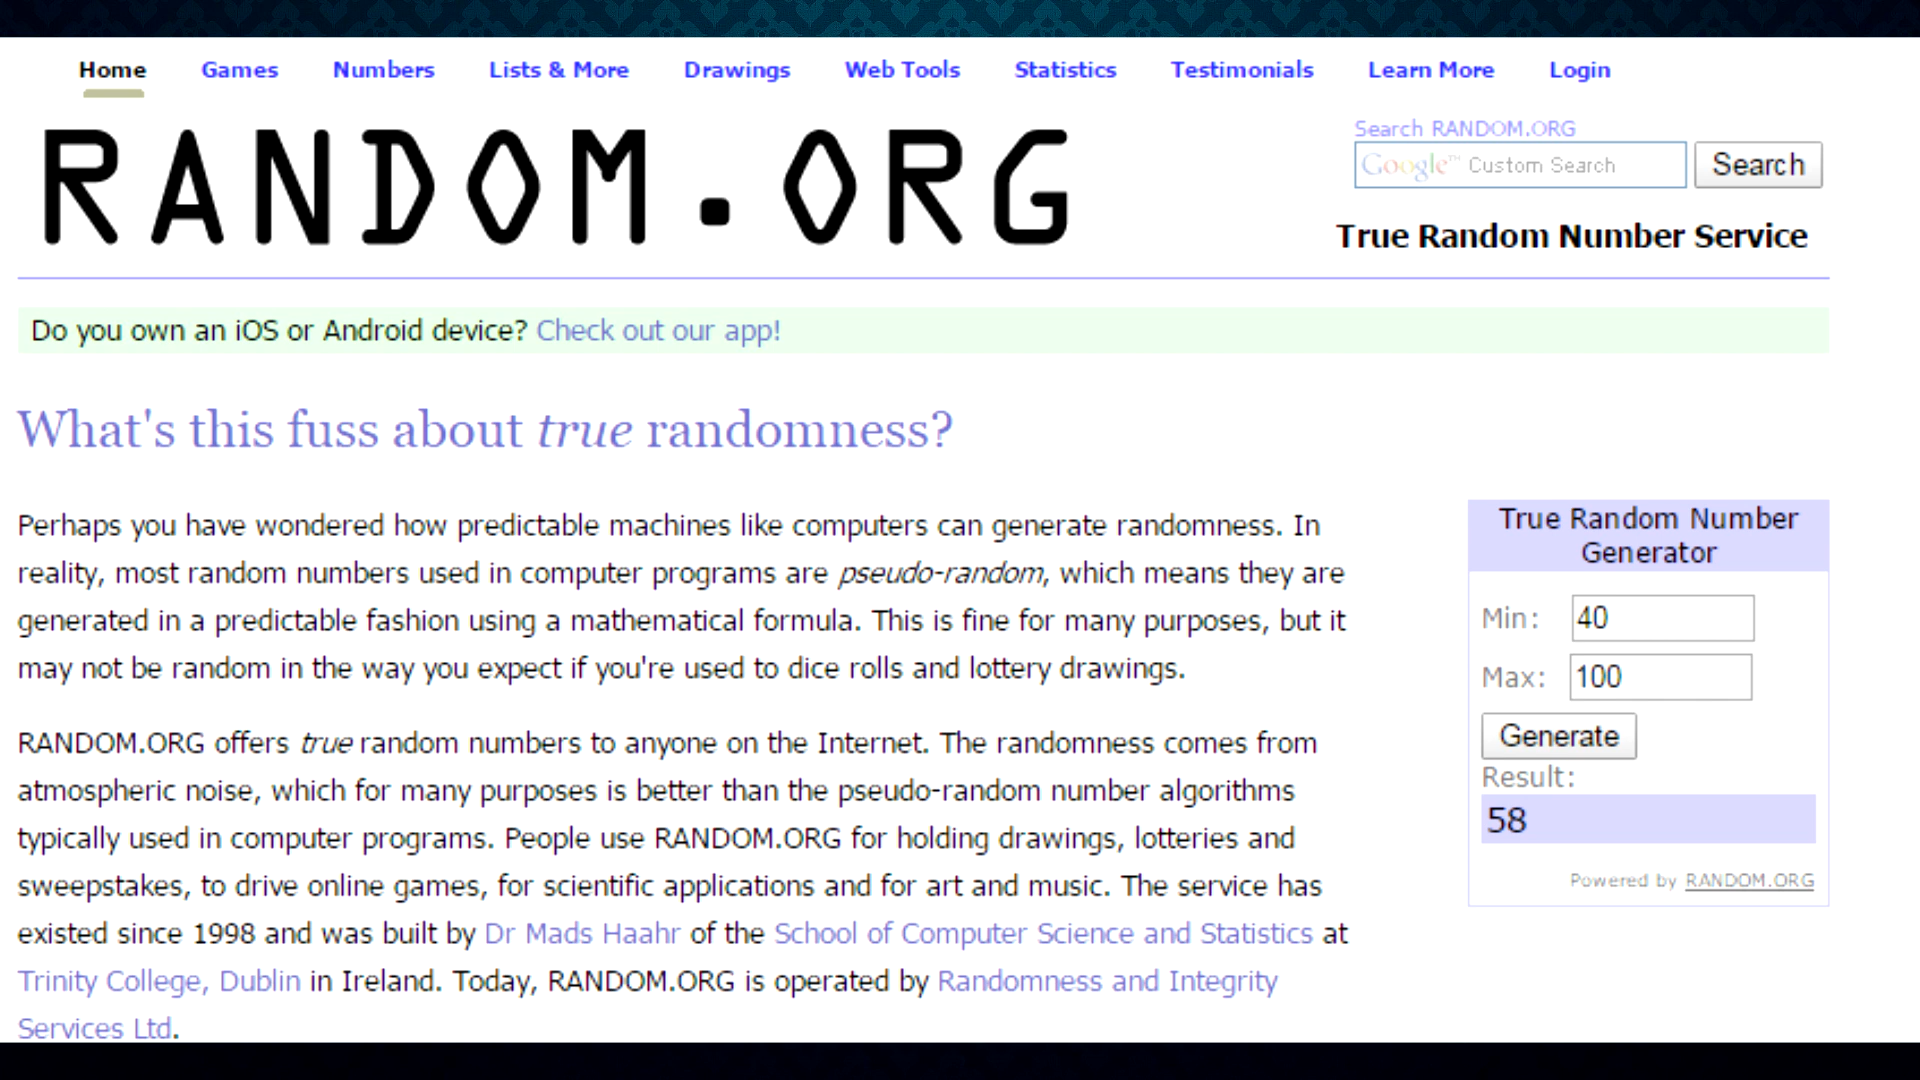 Home Games Numbers Lists & More Drawings Web Tools Statistics Testimonials Learn More Login
RANDOM.ORG
Search RANDOM.ORG
Google™ Custom Search Search
True Random Number Service
Do you own an iOS or Android device? Check out our app!
What's this fuss about true randomness?
Perhaps you have wondered how predictable machines like computers can generate randomness. In
reality, most random numbers used in computer programs are pseudo-random, which means they are
generated in a predictable fashion using a mathematical formula. This is fine for many purposes, but it
may not be random in the way you expect if you're used to dice rolls and lottery drawings.
RANDOM.ORG offers true random numbers to anyone on the Internet. The randomness comes from
atmospheric noise, which for many purposes is better than the pseudo-random number algorithms
typically used in computer programs. People use RANDOM.ORG for holding drawings, lotteries and
sweepstakes, to drive online games, for scientific applications and for art and music. The service has
existed since 1998 and was built by Dr Mads Haahr of the School of Computer Science and Statistics at
Trinity College, Dublin in Ireland. Today, RANDOM.ORG is operated by Randomness and Integrity
Services Ltd.
True Random Number
Generator
Min: 40
Max: 100
Generate
Result:
58
Powered by RANDOM.ORG